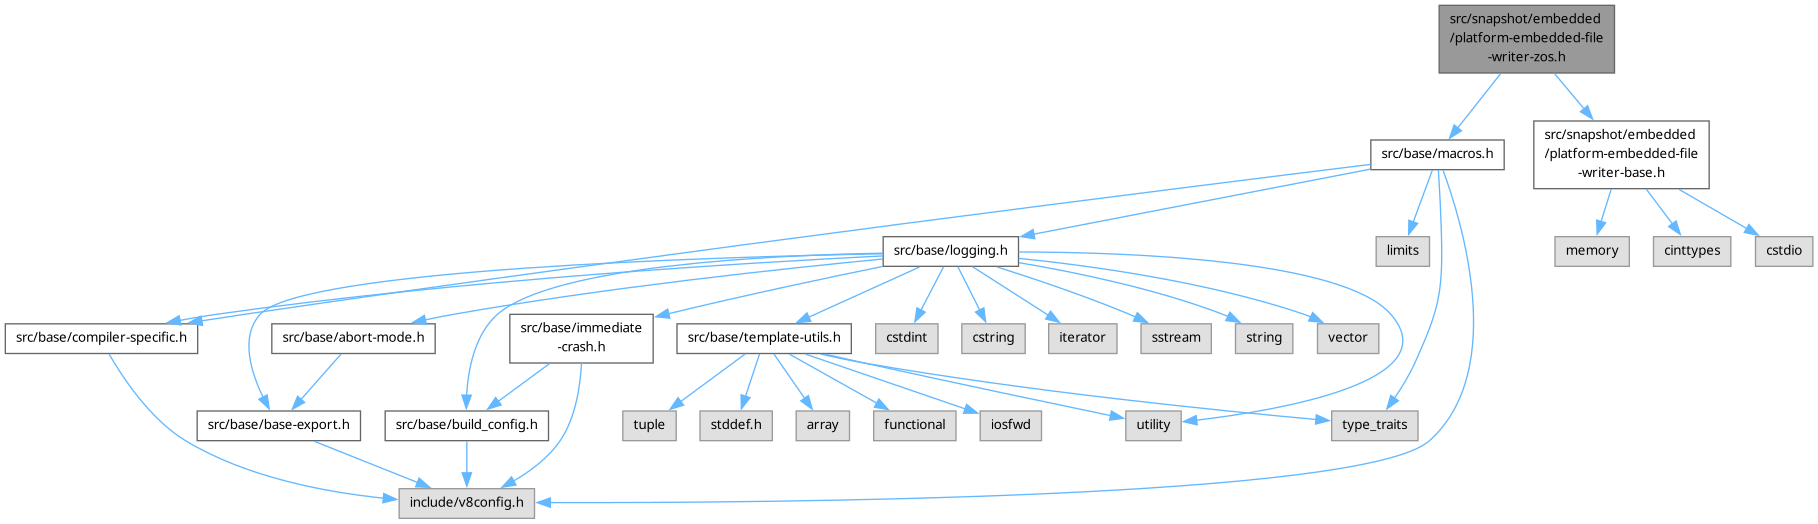 src/snapshot/embedded
/platform-embedded-file
-writer-zos.h
src/snapshot/embedded
/platform-embedded-file
-writer-base.h
src/base/macros.h
src/base/logging.h
limits
memory
cinttypes
cstdio
src/base/compiler-specific.h
src/base/abort-mode.h
src/base/immediate
-crash.h
src/base/template-utils.h
cstdint
cstring
iterator
sstream
string
vector
src/base/base-export.h
src/base/build_config.h
tuple
stddef.h
array
functional
iosfwd
utility
type_traits
include/v8config.h